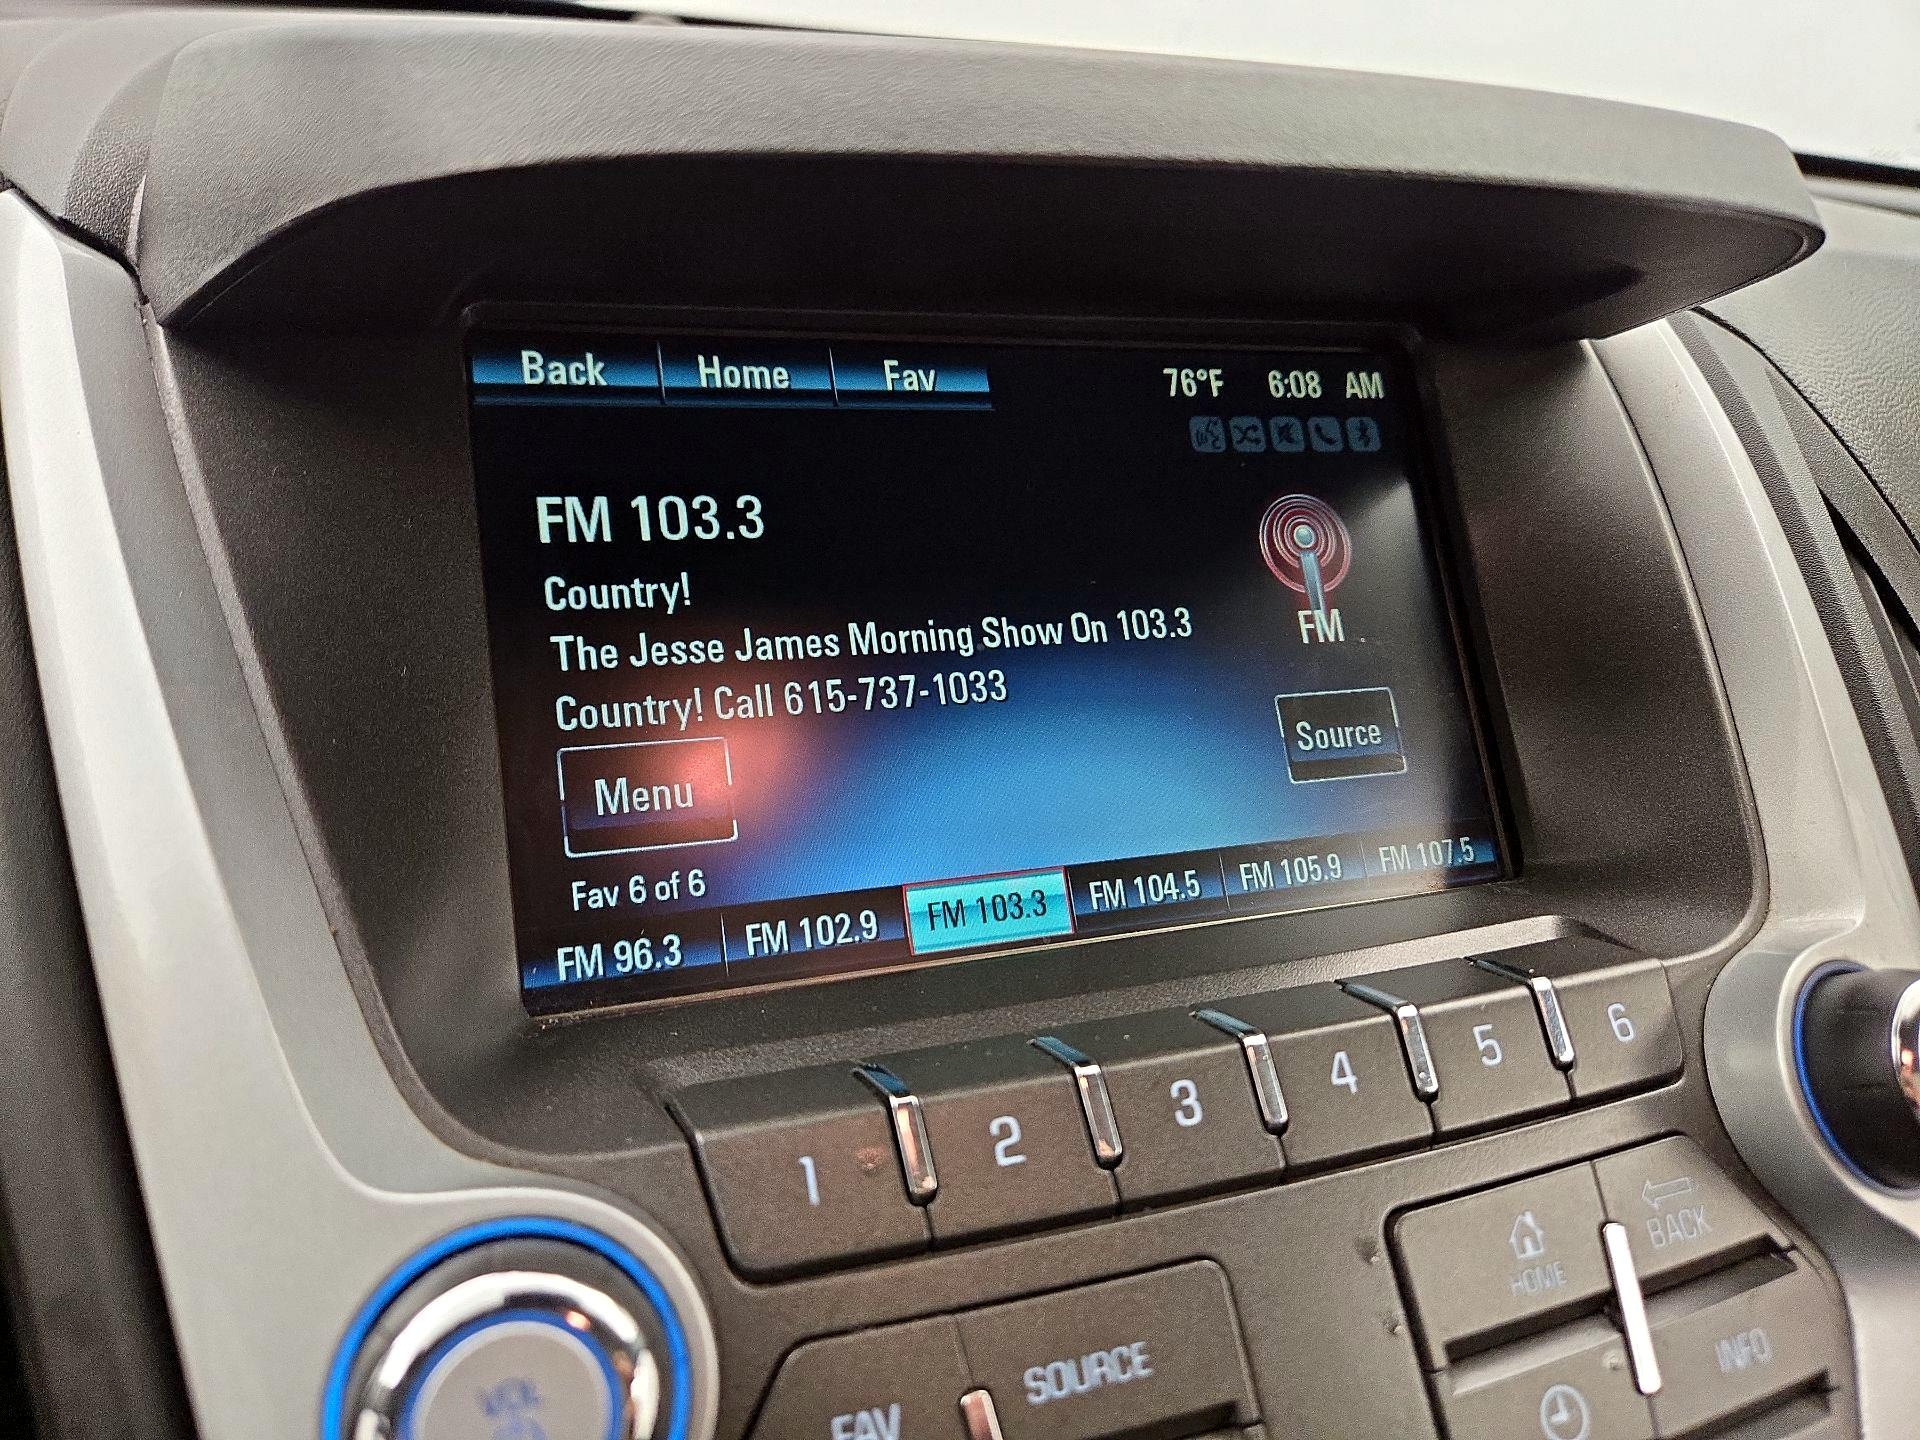 Back Home Fav 76°F 6:08 AM
FM 103.3
Country!
The Jesse James Morning Show On 103.3
Country! Call 615-737-1033
FM
Source
Menu
Fav 6 of 6
FM 96.3 FM 102.9 FM 103.3 FM 104.5 FM 105.9 FM 107.5
1 2 3 4 5 6
BACK
HOME
INFO
SOURCE
FAV
VOL